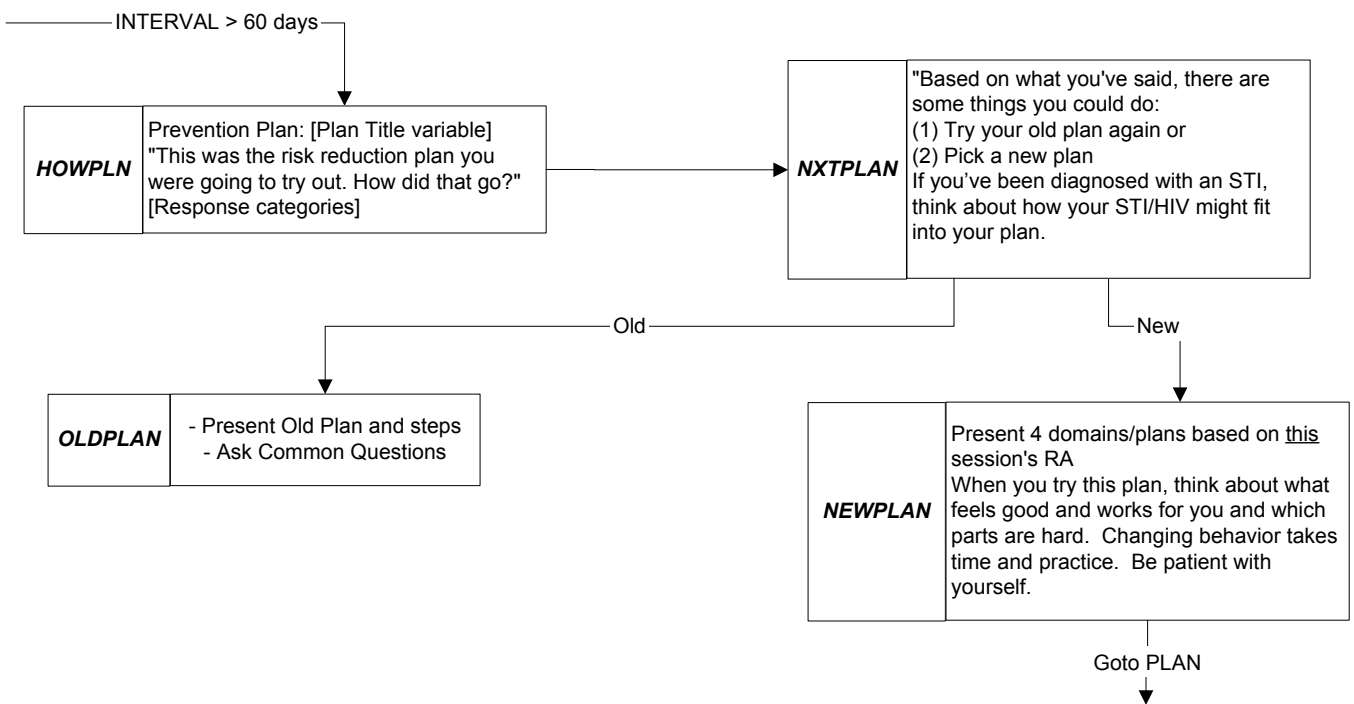 INTERVAL > 60 days
HOWPLN
Prevention Plan: [Plan Title variable]
"This was the risk reduction plan you
were going to try out. How did that go?"
[Response categories]
NXTPLAN
"Based on what you've said, there are
some things you could do:
(1) Try your old plan again or
(2) Pick a new plan
If you’ve been diagnosed with an STI,
think about how your STI/HIV might fit
into your plan.
Old
New
OLDPLAN
- Present Old Plan and steps
- Ask Common Questions
NEWPLAN
Present 4 domains/plans based on this
session's RA
When you try this plan, think about what
feels good and works for you and which
parts are hard.  Changing behavior takes
time and practice.  Be patient with
yourself.
Goto PLAN